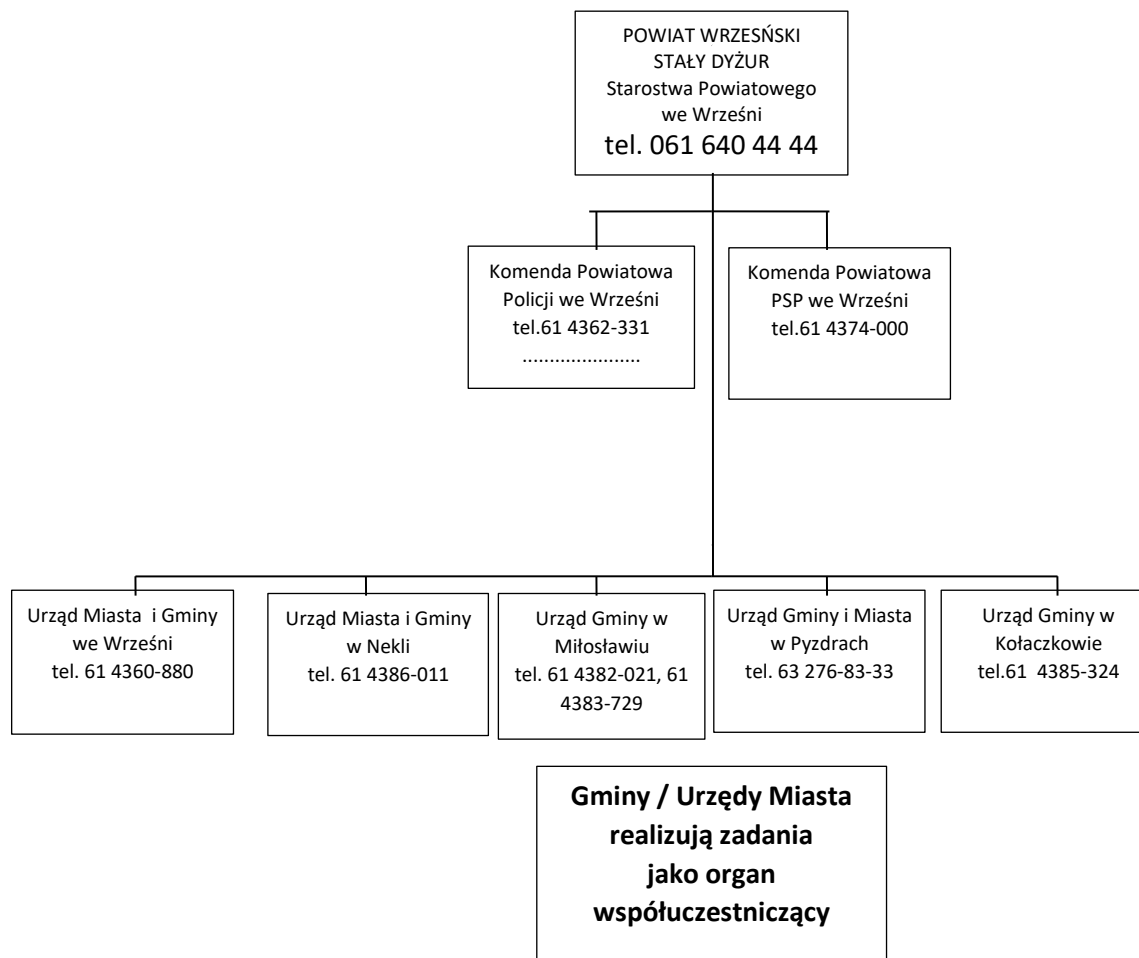 POWIAT WRZESŃSKI
STAŁY DYŻUR
Starostwa Powiatowego
we Wrześni
tel. 061 640 44 44
Komenda Powiatowa
Policji we Wrześni
tel.61 4362-331
......................
Komenda Powiatowa
PSP we Wrześni
tel.61 4374-000
Urząd Miasta i Gminy
we Wrześni
tel. 61 4360-880
Urząd Miasta i Gminy
w Nekli
tel. 61 4386-011
Urząd Gminy w
Miłosławiu
tel. 61 4382-021, 61
4383-729
Urząd Gminy i Miasta
w Pyzdrach
tel. 63 276-83-33
Urząd Gminy w
Kołaczkowie
tel.61 4385-324
Gminy / Urzędy Miasta
realizują zadania
jako organ
współuczestniczący